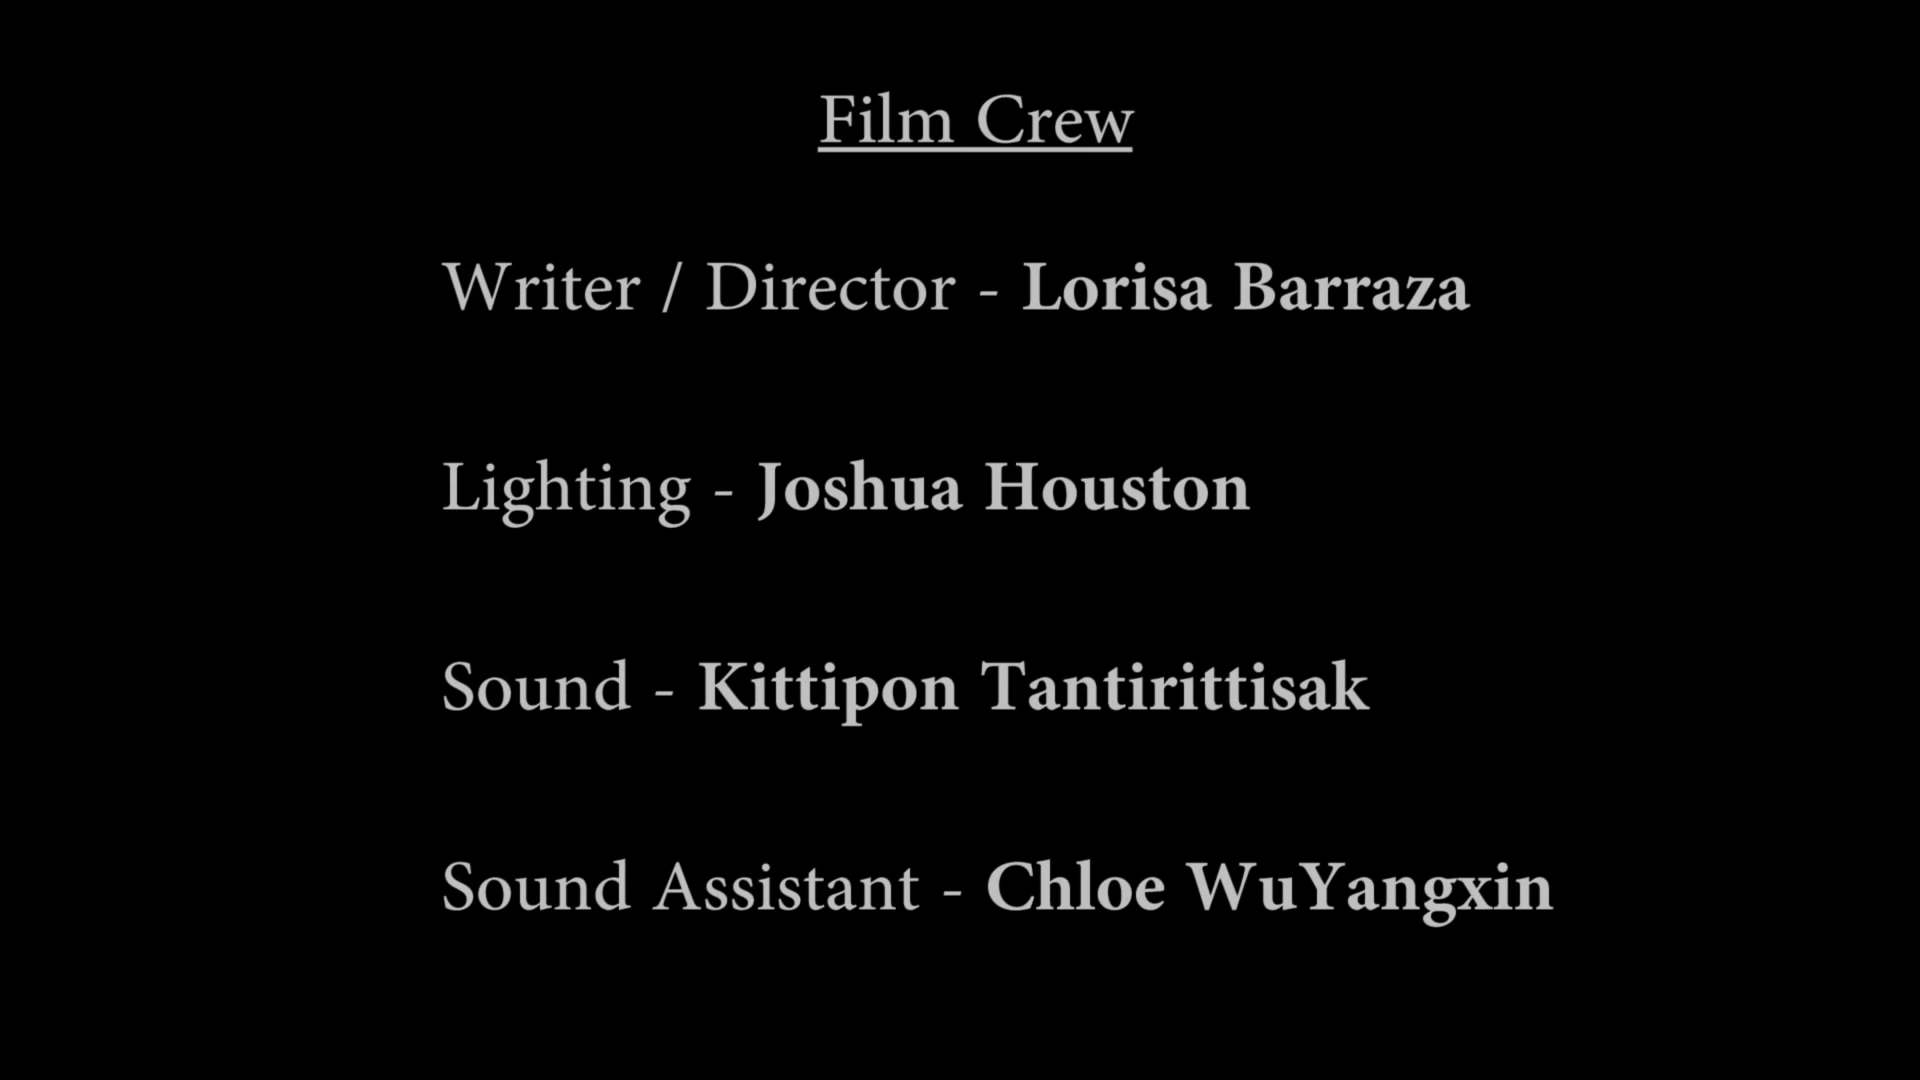 Film Crew
Writer / Director - Lorisa Barraza
Lighting - Joshua Houston
Sound - Kittipon Tantirittisak
Sound Assistant - Chloe WuYangxin